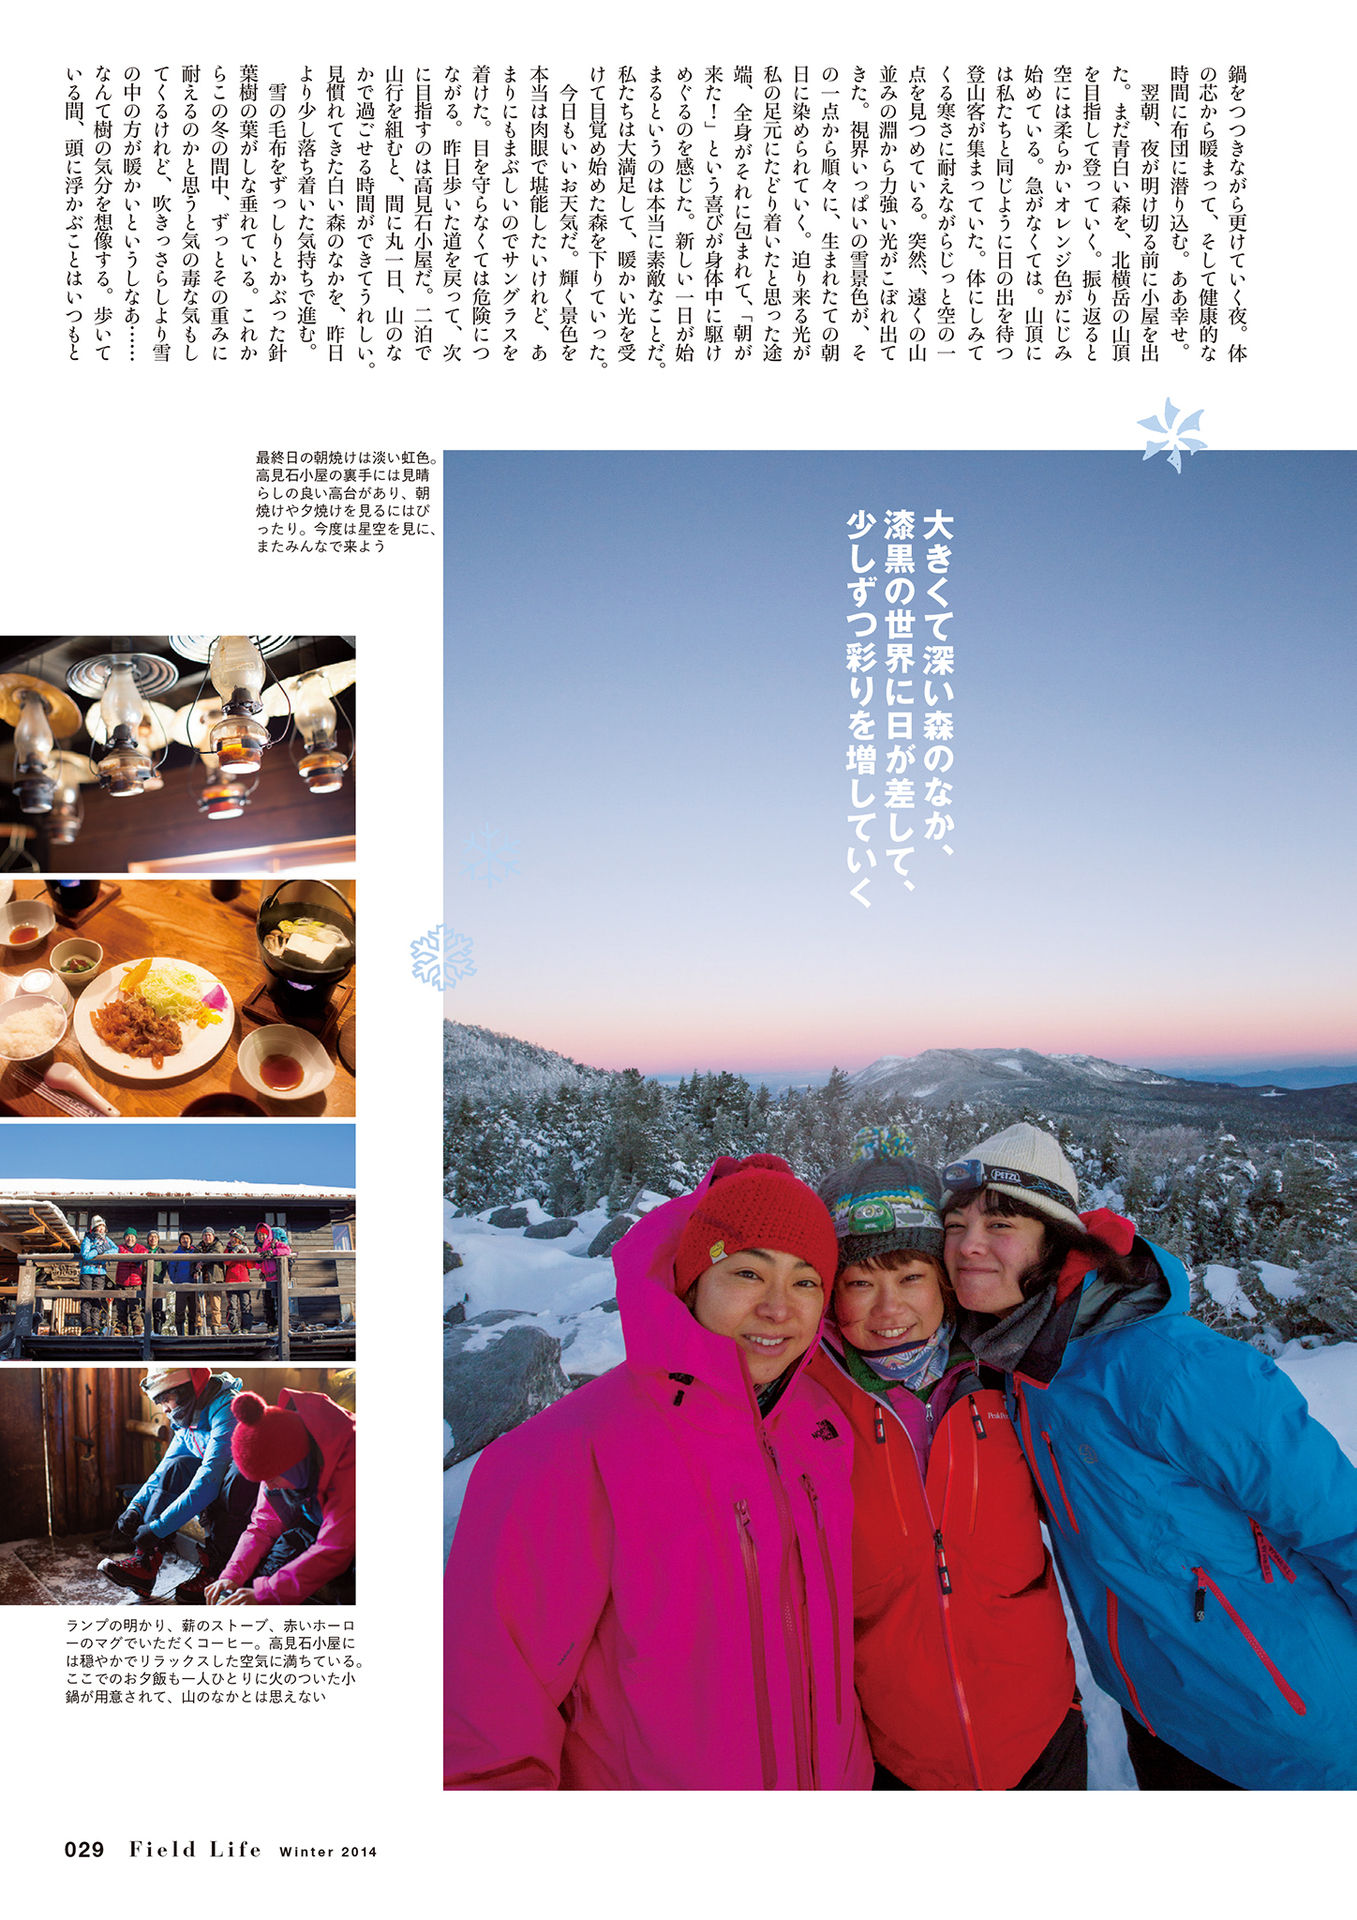 鍋をつつきながら更けていく夜。体
の芯から暖まって、そして健康的な
時間に布団に潜り込む。ああ幸せ。
翌朝、夜が明け切る前に小屋を出
た。まだ青白い森を、北横岳の山頂
を目指して登っていく。振り返ると
空には柔らかいオレンジ色がにじみ
始めている。急がなくては。山頂に
は私たちと同じように日の出を待つ
登山客が集まっていた。体にしみて
くる寒さに耐えながらじっと空の一
点を見つめている。突然、遠くの山
並みの淵から力強い光がこぼれ出て
きた。視界いっぱいの雪景色が、そ
の一点から順々に、生まれたての朝
日に染められていく。迫り来る光が
私の足元にたどり着いたと思った途
端、全身がそれに包まれて、「朝が
来た！」という喜びが身体中に駆け
めぐるのを感じた。新しい一日が始
まるというのは本当に素敵なことだ。
私たちは大満足して、暖かい光を受
けて目覚め始めた森を下りていった。
今日もいいお天気だ。輝く景色を
本当は肉眼で堪能したいけれど、あ
まりにもまぶしいのでサングラスを
着けた。目を守らなくては危険につ
ながる。昨日歩いた道を戻って、次
に目指すのは高見石小屋だ。二泊で
山行を組むと、間に丸一日、山のな
かで過ごせる時間ができてうれしい。
見慣れてきた白い森のなかを、昨日
より少し落ち着いた気持ちで進む。
雪の毛布をずっしりとかぶった針
葉樹の葉がしな垂れている。これか
らこの冬の間中、ずっとその重みに
耐えるのかと思うと気の毒な気もし
てくるけれど、吹きっさらしより雪
の中の方が暖かいというしなあ……
なんて樹の気分を想像する。歩いて
いる間、頭に浮かぶことはいつもと
最終日の朝焼けは淡い虹色。
高見石小屋の裏手には見晴
らしの良い高台があり、朝
焼けや夕焼けを見るにはぴ
ったり。今度は星空を見に、
またみんなで来よう
大きくて深い森のなか、
漆黒の世界に日が差して、
少しずつ彩りを増していく
PETZL
THE NORTH FACE
ランプの明かり、薪のストーブ、赤いホーロ
ーのマグでいただくコーヒー。高見石小屋に
は穏やかでリラックスした空気に満ちている。
ここでのお夕飯も一人ひとりに火のついた小
鍋が用意されて、山のなかとは思えない
029 Field Life Winter 2014